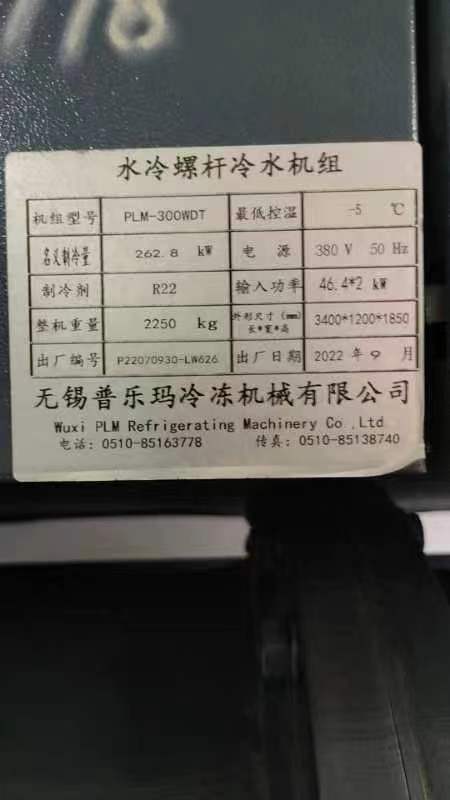 水冷螺杆冷水机组
机组型号 PLM-300WDT 最低控温 -5 ℃
名义制冷量 262.8 kW 电 源 380 V 50 Hz
制冷剂 R22 输入功率 46.4*2 kW
整机重量 2250 kg 外形尺寸(mm) 长*宽*高 3400*1200*1850
出厂编号 P22070930-LW626 出厂日期 2022 年 9 月
无锡普乐玛冷冻机械有限公司
Wuxi PLM Refrigerating Machinery Co.,Ltd
电话: 0510-85163778 传真: 0510-85138740